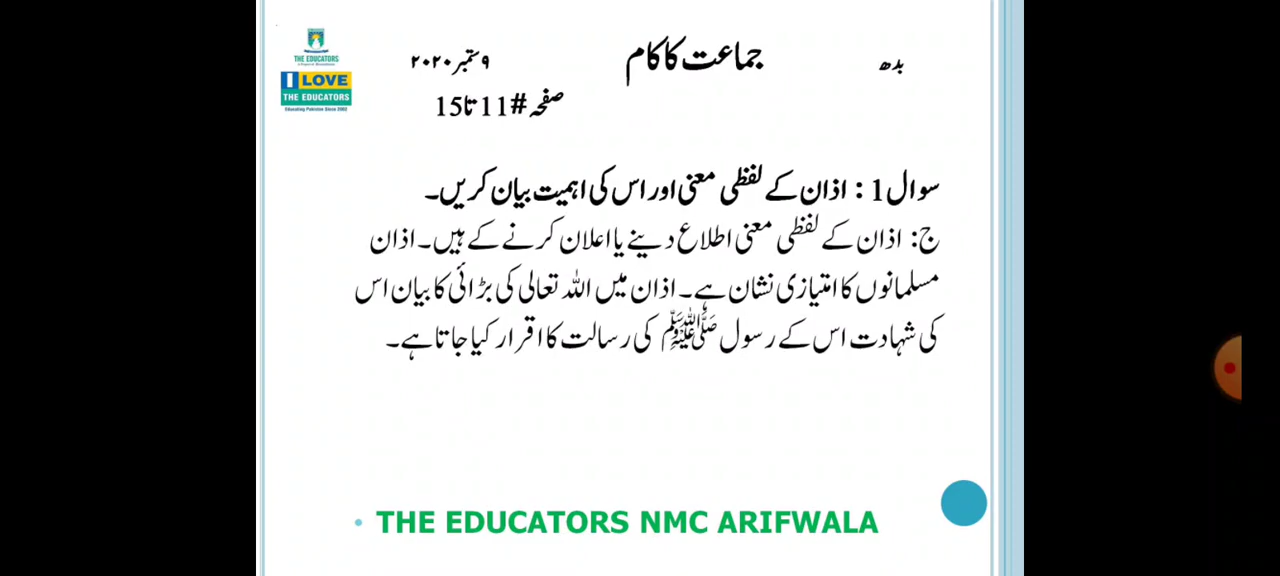 بدھ
جماعت کا کام
۹ ستمبر ۲۰۲۰
THE EDUCATORS
I LOVE
THE EDUCATORS
صفحہ #11 تا 15
سوال 1 : اذان کے لفظی معنی اور اس کی اہمیت بیان کریں۔
ج: اذان کے لفظی معنی اطلاع دینے یا اعلان کرنے کے ہیں۔ اذان
مسلمانوں کا امتیازی نشان ہے۔ اذان میں اللہ تعالی کی بڑائی کا بیان اس
کی شہادت اس کے رسول ﷺ کی رسالت کا اقرار کیا جاتا ہے۔
THE EDUCATORS NMC ARIFWALA